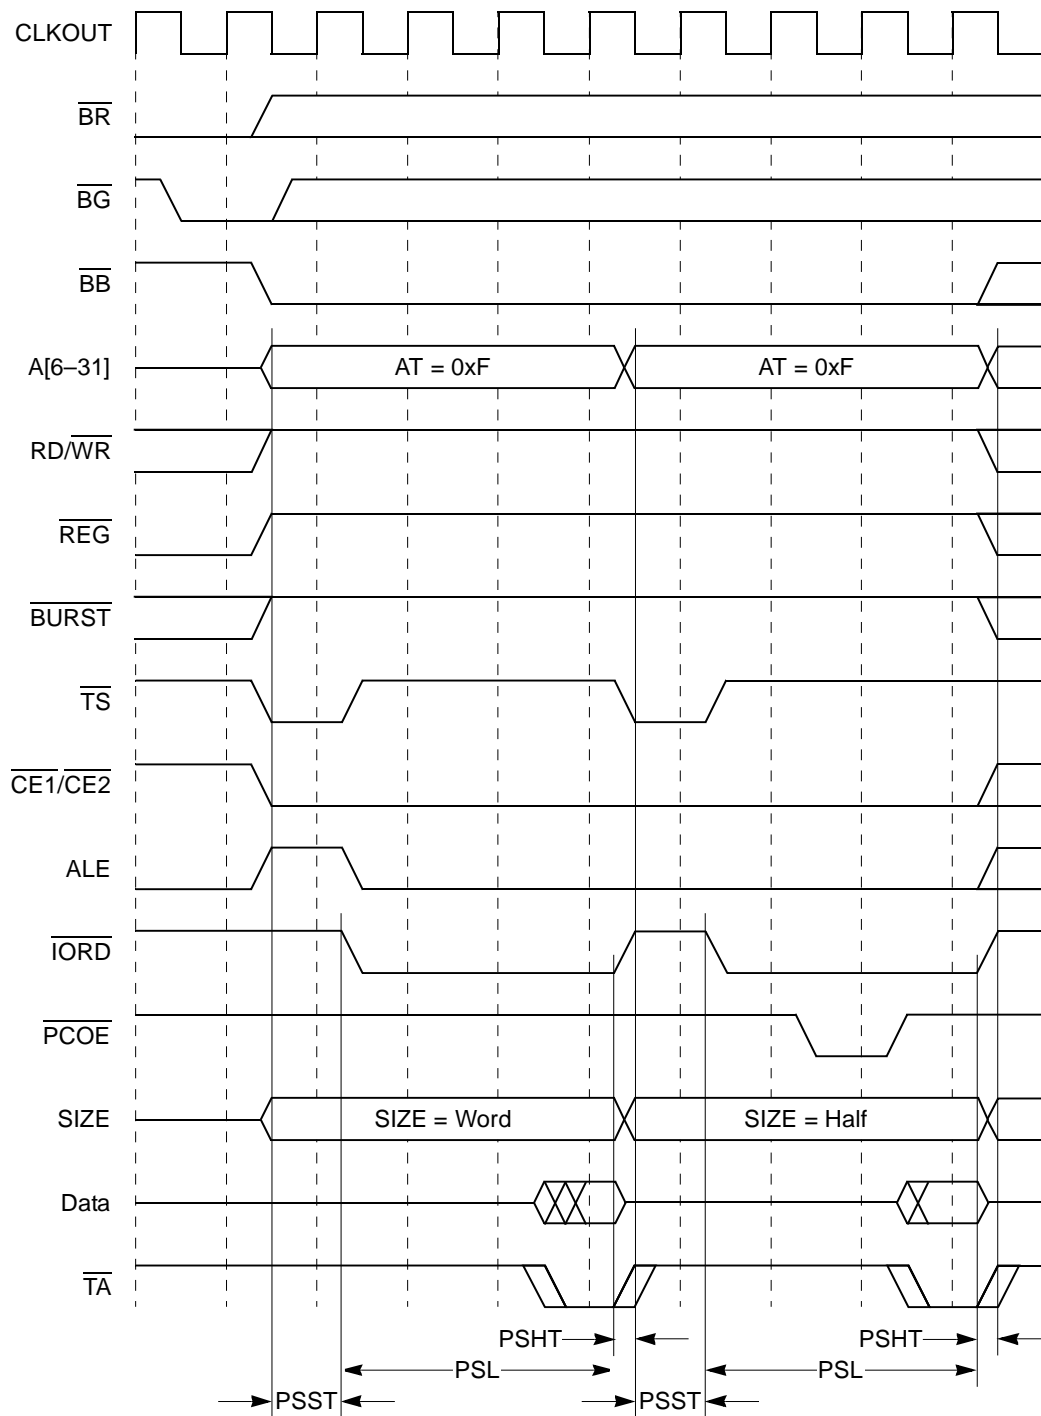 CLKOUT
BR
BG
BB
A[6–31] AT = 0xF AT = 0xF
RD/WR
REG
BURST
TS
CE1/CE2
ALE
IORD
PCOE
SIZE SIZE = Word SIZE = Half
Data
TA
PSHT PSHT
PSL PSL
PSST PSST